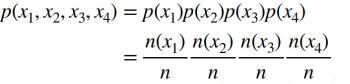 p(x₁, x₂, x₃, x₄) = p(x₁)p(x₂)p(x₃)p(x₄)
= n(x₁)/n n(x₂)/n n(x₃)/n n(x₄)/n